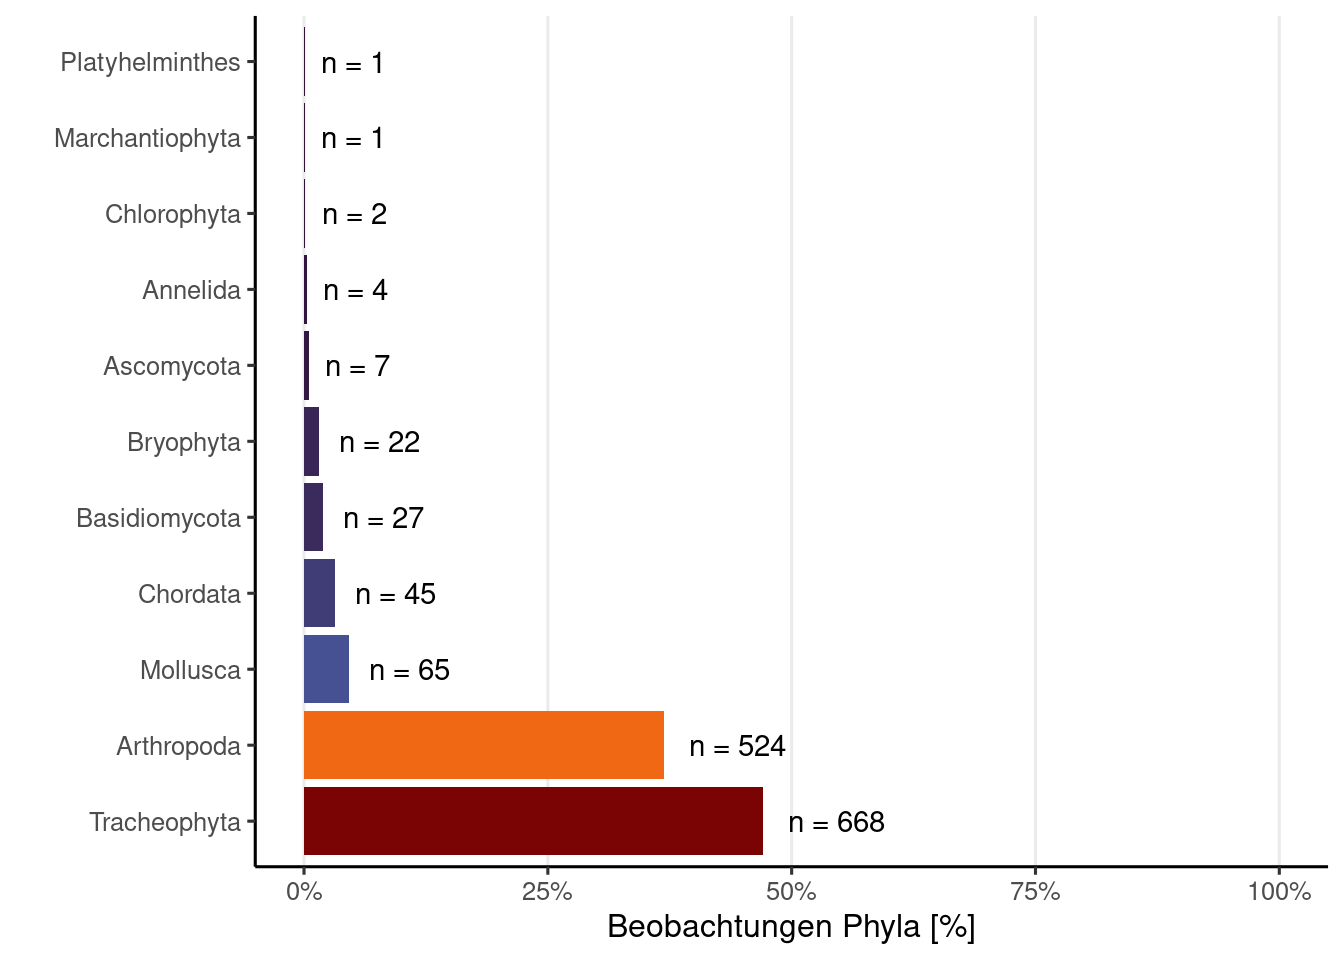 Platyhelminthes n = 1
Marchantiophyta n = 1
Chlorophyta n = 2
Annelida n = 4
Ascomycota n = 7
Bryophyta n = 22
Basidiomycota n = 27
Chordata n = 45
Mollusca n = 65
Arthropoda n = 524
Tracheophyta n = 668
0% 25% 50% 75% 100%
Beobachtungen Phyla [%]